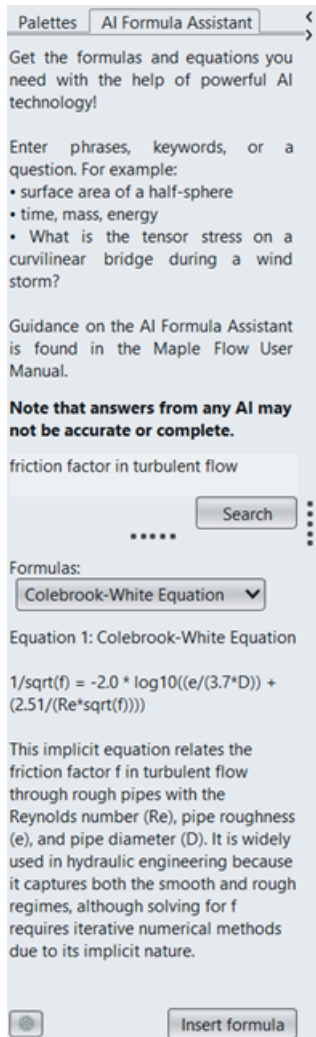 Palettes AI Formula Assistant
Get the formulas and equations you
need with the help of powerful AI
technology!
Enter phrases, keywords, or a
question. For example:
• surface area of a half-sphere
• time, mass, energy
• What is the tensor stress on a
curvilinear bridge during a wind
storm?
Guidance on the AI Formula Assistant
is found in the Maple Flow User
Manual.
Note that answers from any AI may
not be accurate or complete.
friction factor in turbulent flow
Search
Formulas:
Colebrook-White Equation
Equation 1: Colebrook-White Equation
1/sqrt(f) = -2.0 * log10((e/(3.7*D)) +
(2.51/(Re*sqrt(f))))
This implicit equation relates the
friction factor f in turbulent flow
through rough pipes with the
Reynolds number (Re), pipe roughness
(e), and pipe diameter (D). It is widely
used in hydraulic engineering because
it captures both the smooth and rough
regimes, although solving for f
requires iterative numerical methods
due to its implicit nature.
Insert formula